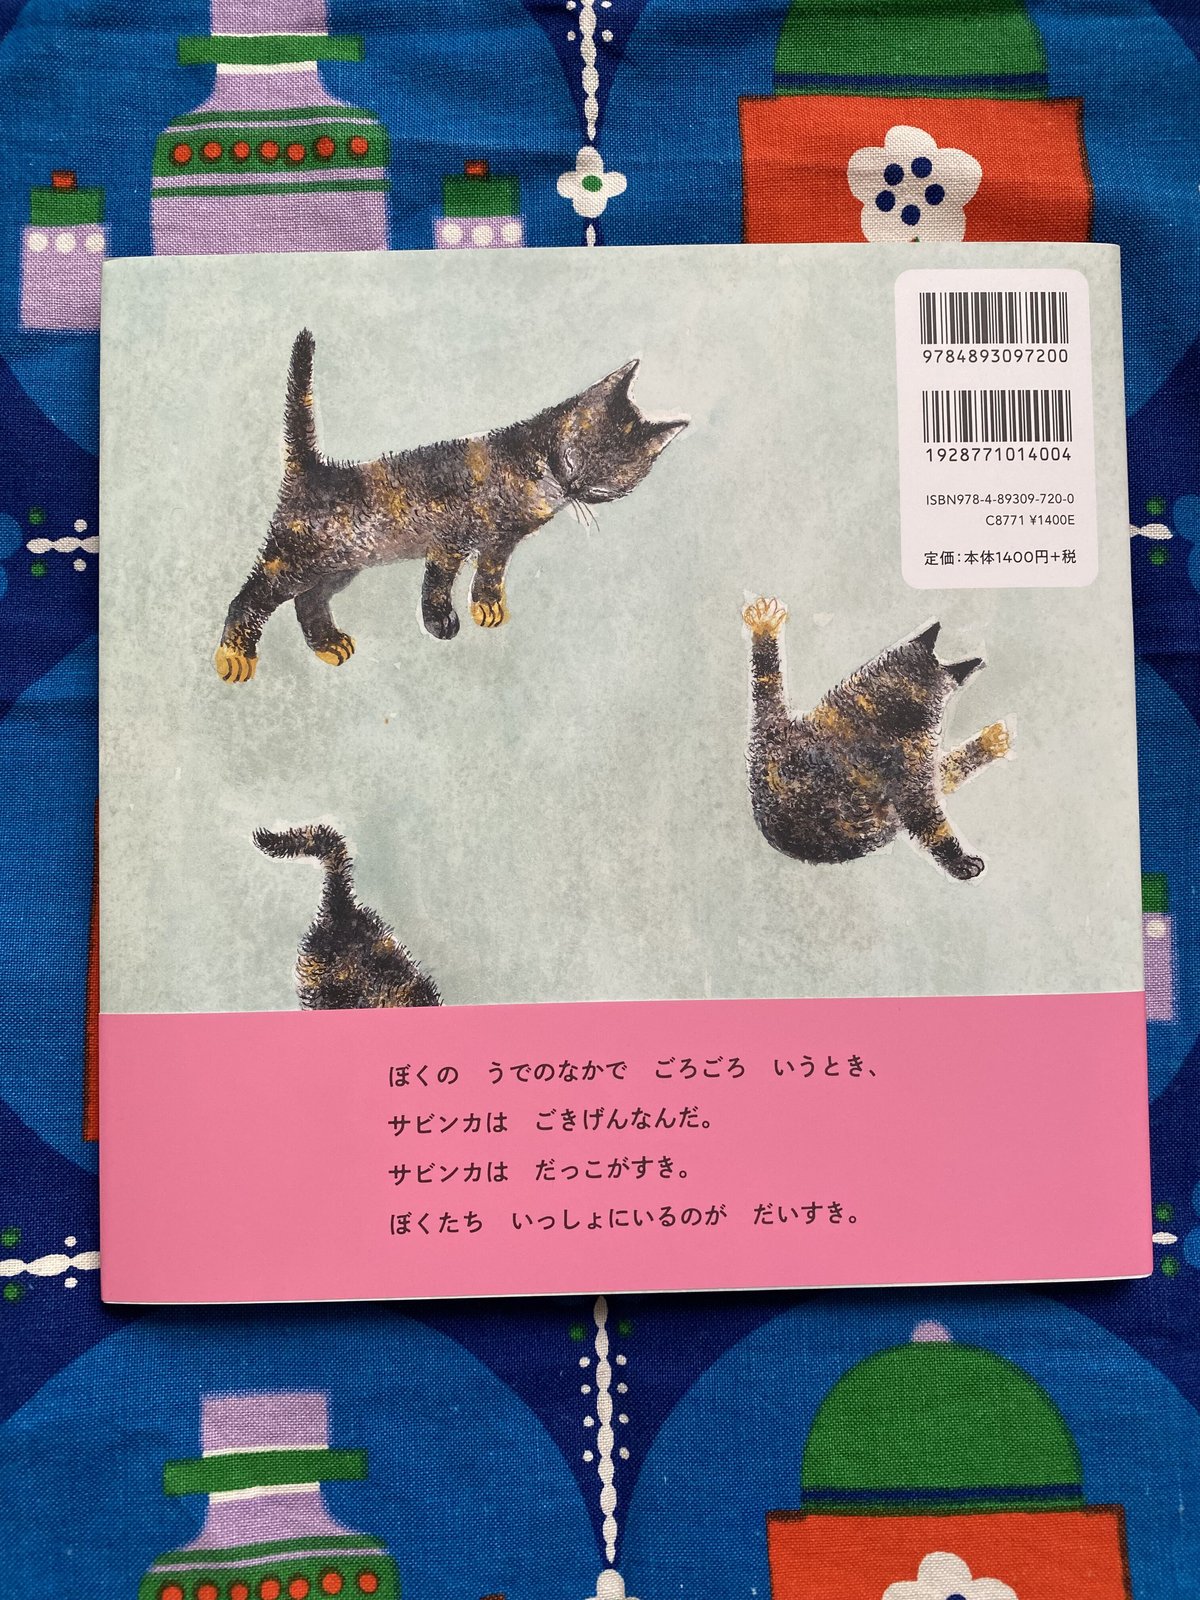 9784893097200
1928771014004
ISBN978-4-89309-720-0
C8771 ¥1400E
定価：本体1400円+税
ぼくの　うでのなかで　ごろごろ　いうとき、
サビンカは　ごきげんなんだ。
サビンカは　だっこがすき。
ぼくたち　いっしょにいるのが　だいすき。